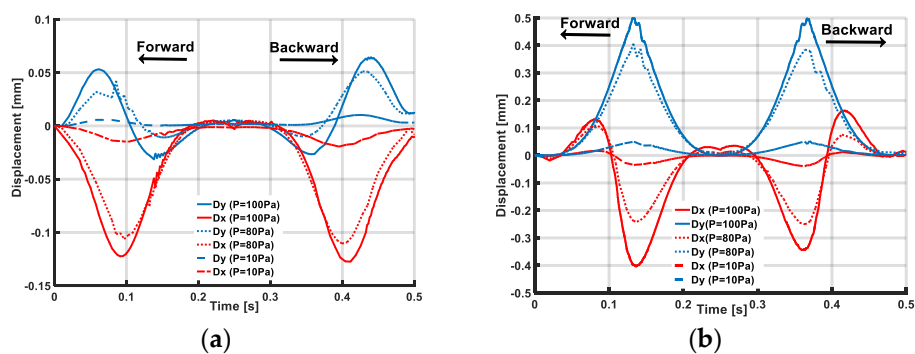 0.1
0.05
0
-0.05
-0.1
-0.15
Displacement [mm]
Forward
Backward
Dy (P=100Pa)
Dx (P=100Pa)
Dy (P=80Pa)
Dx (P=80Pa)
Dy (P=10Pa)
Dx (P=10Pa)
0 0.1 0.2 0.3 0.4 0.5
Time [s]
(a)
0.5
0.4
0.3
0.2
0.1
0
-0.1
-0.2
-0.3
-0.4
-0.5
Displacement [mm]
Forward
Backward
Dx (P=100Pa)
Dy(P=100Pa)
Dx(P=80Pa)
Dy (P=80Pa)
Dx (P=10Pa)
Dy (P=10Pa)
0 0.1 0.2 0.3 0.4 0.5
Time [s]
(b)